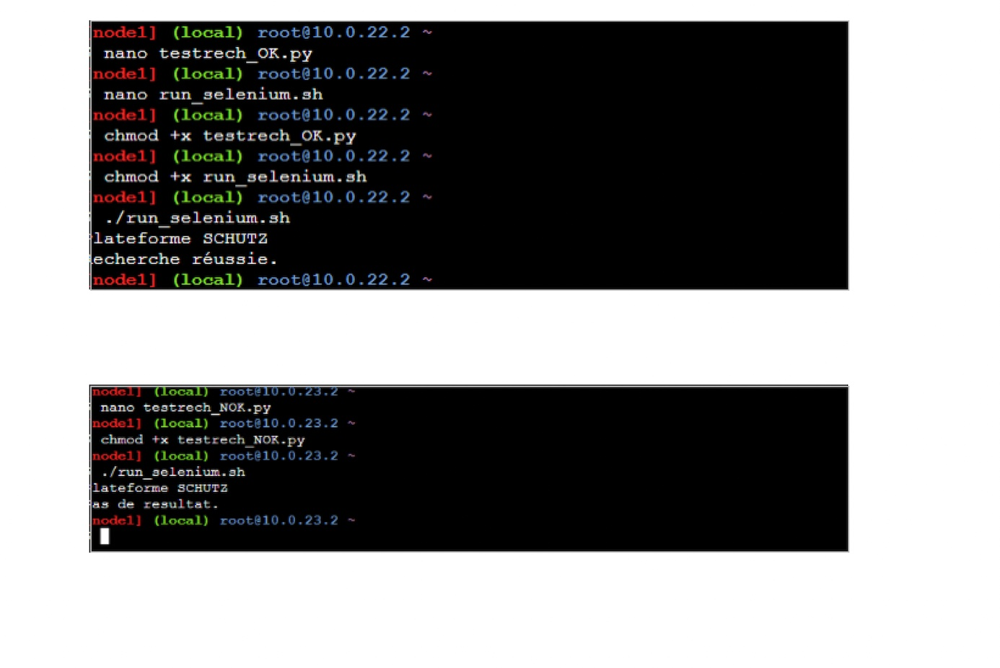 node1] (local) root@10.0.22.2 ~
nano testrech_OK.py
node1] (local) root@10.0.22.2 ~
nano run_selenium.sh
node1] (local) root@10.0.22.2 ~
chmod +x testrech_OK.py
node1] (local) root@10.0.22.2 ~
chmod +x run_selenium.sh
node1] (local) root@10.0.22.2 ~
./run_selenium.sh
lateforme SCHUTZ
echerche réussie.
node1] (local) root@10.0.22.2 ~
node1] (local) root@10.0.23.2 ~
nano testrech_NOK.py
node1] (local) root@10.0.23.2 ~
chmod +x testrech_NOK.py
node1] (local) root@10.0.23.2 ~
./run_selenium.sh
lateforme SCHUTZ
as de resultat.
node1] (local) root@10.0.23.2 ~